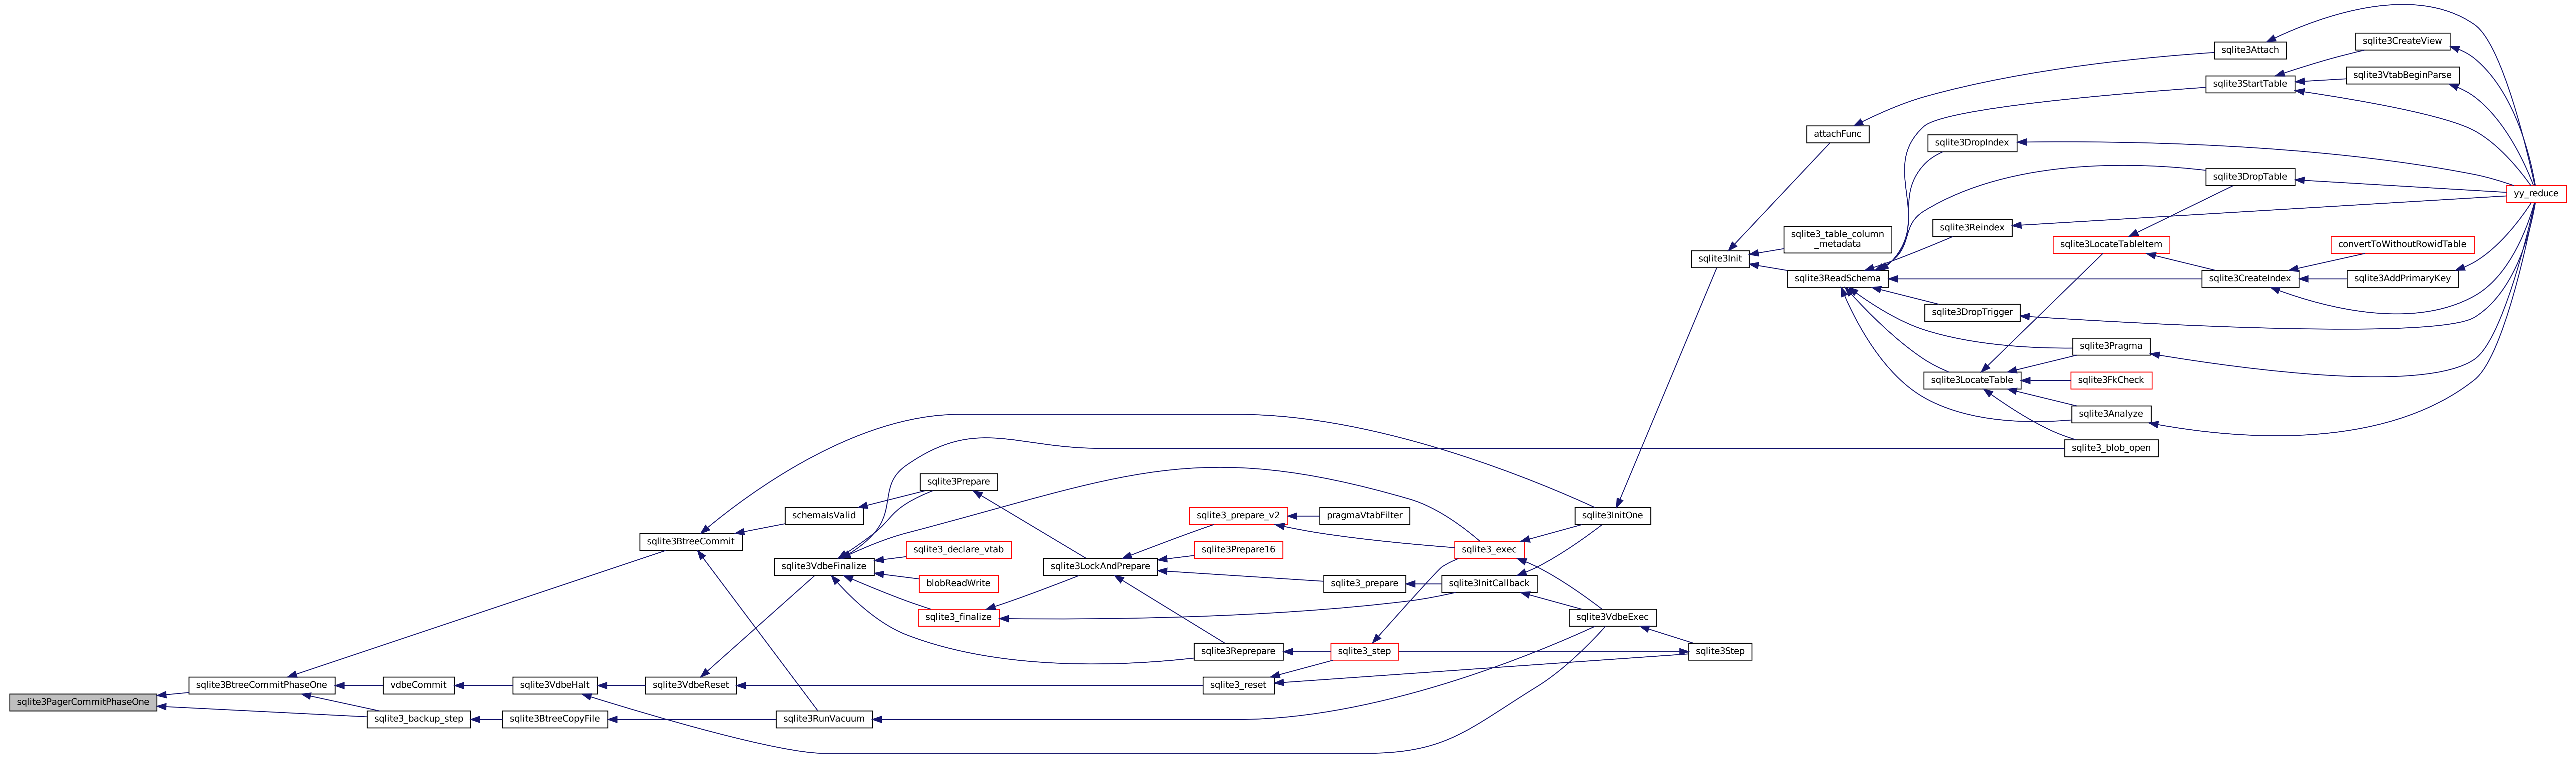 sqlite3PagerCommitPhaseOne
sqlite3BtreeCommitPhaseOne
sqlite3_backup_step
vdbeCommit
sqlite3BtreeCopyFile
sqlite3VdbeHalt
sqlite3BtreeCommit
sqlite3VdbeReset
schemaIsValid
sqlite3VdbeFinalize
sqlite3RunVacuum
sqlite3Prepare
sqlite3_declare_vtab
blobReadWrite
sqlite3_finalize
sqlite3LockAndPrepare
sqlite3_prepare_v2
sqlite3Prepare16
sqlite3Reprepare
sqlite3_reset
pragmaVtabFilter
sqlite3_prepare
sqlite3_step
sqlite3_exec
sqlite3InitCallback
sqlite3InitOne
sqlite3VdbeExec
sqlite3Step
sqlite3Init
attachFunc
sqlite3_table_column
_metadata
sqlite3ReadSchema
sqlite3DropIndex
sqlite3Reindex
sqlite3DropTrigger
sqlite3LocateTable
sqlite3LocateTableItem
sqlite3Pragma
sqlite3FkCheck
sqlite3Analyze
sqlite3_blob_open
sqlite3Attach
sqlite3StartTable
sqlite3DropTable
sqlite3CreateIndex
sqlite3CreateView
sqlite3VtabBeginParse
convertToWithoutRowidTable
sqlite3AddPrimaryKey
yy_reduce